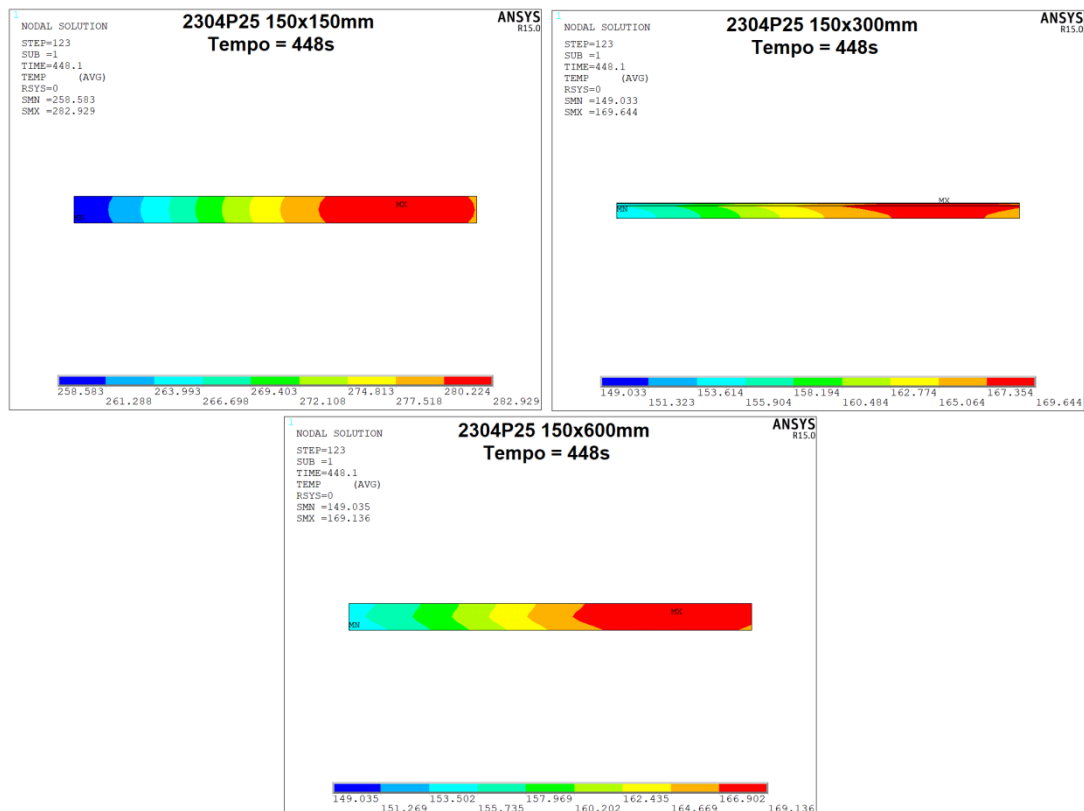 1
NODAL SOLUTION
STEP=123
SUB =1
TIME=448.1
TEMP (AVG)
RSYS=0
SMN =258.583
SMX =282.929
2304P25 150x150mm
Tempo = 448s
ANSYS
R15.0
MN
MX
258.583 263.993 269.403 274.813 280.224
261.288 266.698 272.108 277.518 282.929
1
NODAL SOLUTION
STEP=123
SUB =1
TIME=448.1
TEMP (AVG)
RSYS=0
SMN =149.033
SMX =169.644
2304P25 150x300mm
Tempo = 448s
ANSYS
R15.0
MN
MX
149.033 153.614 158.194 162.774 167.354
151.323 155.904 160.484 165.064 169.644
1
NODAL SOLUTION
STEP=123
SUB =1
TIME=448.1
TEMP (AVG)
RSYS=0
SMN =149.035
SMX =169.136
2304P25 150x600mm
Tempo = 448s
ANSYS
R15.0
MN
MX
149.035 153.502 157.969 162.435 166.902
151.269 155.735 160.202 164.669 169.136